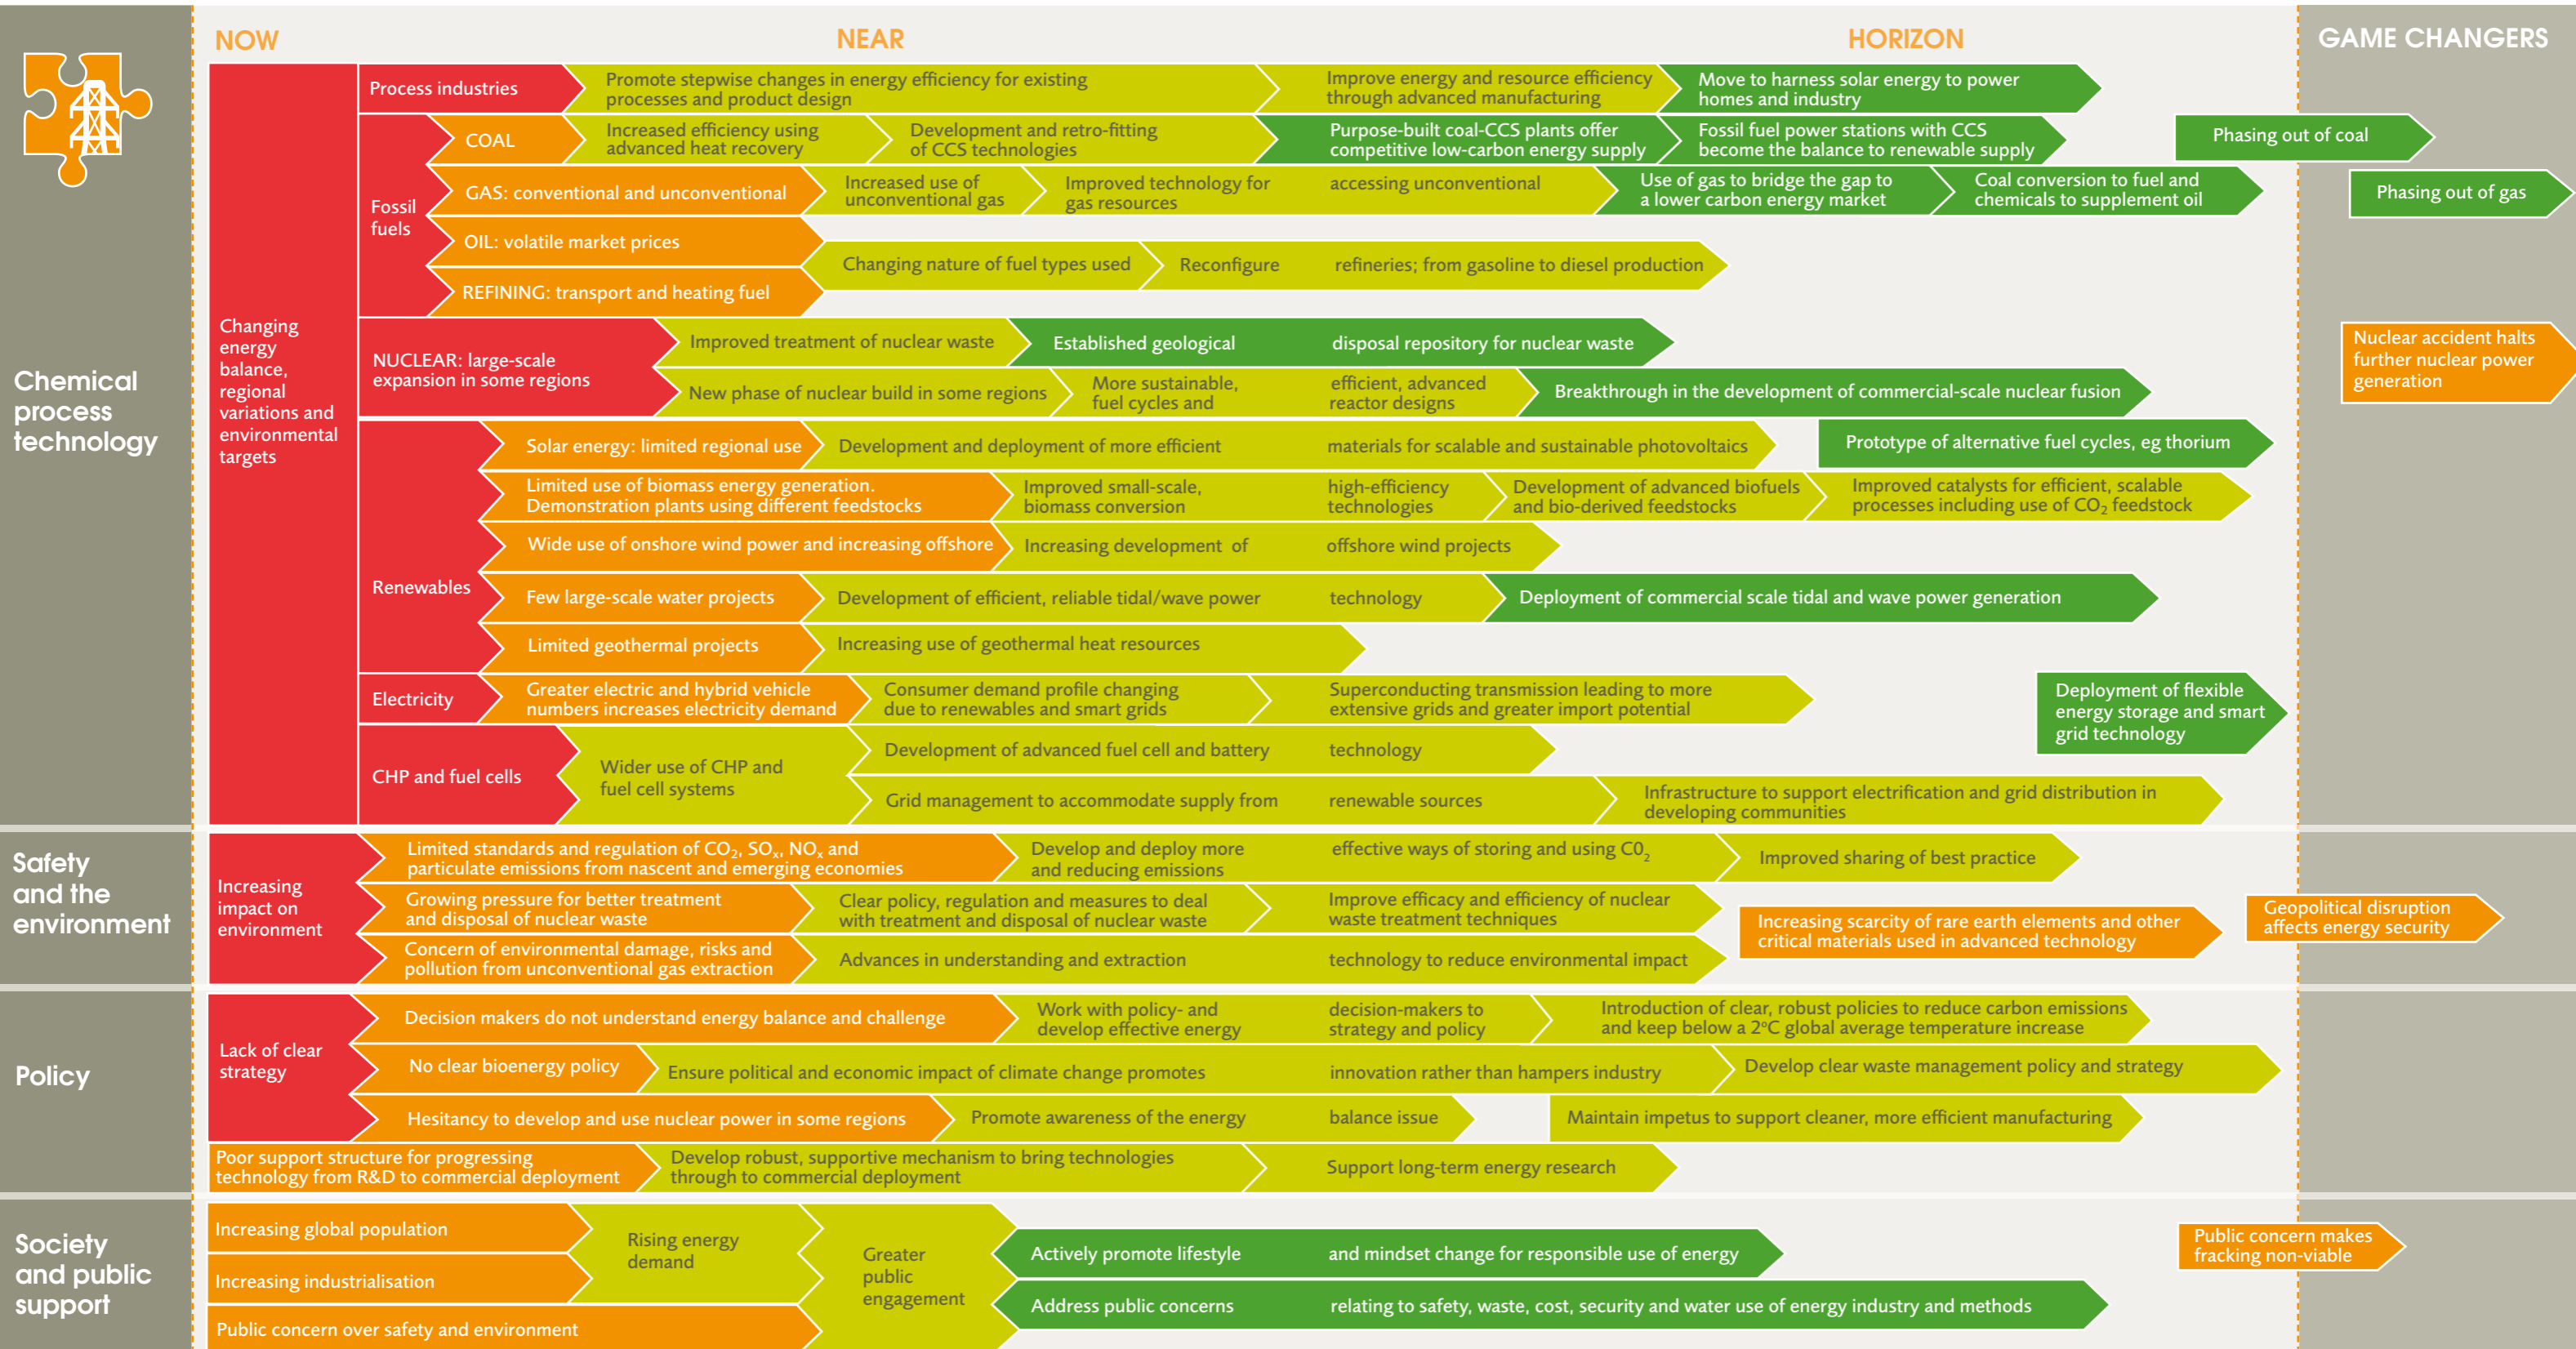 NOW
NEAR
HORIZON
GAME CHANGERS
Chemical
process
technology
Changing
energy
balance,
regional
variations and
environmental
targets
Process industries
Promote stepwise changes in energy efficiency for existing
processes and product design
Improve energy and resource efficiency
through advanced manufacturing
Move to harness solar energy to power
homes and industry
Fossil
fuels
COAL
Increased efficiency using
advanced heat recovery
Development and retro-fitting
of CCS technologies
Purpose-built coal-CCS plants offer
competitive low-carbon energy supply
Fossil fuel power stations with CCS
become the balance to renewable supply
Phasing out of coal
GAS: conventional and unconventional
Increased use of
unconventional gas
Improved technology for accessing unconventional
gas resources
Use of gas to bridge the gap to
a lower carbon energy market
Coal conversion to fuel and
chemicals to supplement oil
Phasing out of gas
OIL: volatile market prices
REFINING: transport and heating fuel
Changing nature of fuel types used
Reconfigure refineries; from gasoline to diesel production
NUCLEAR: large-scale
expansion in some regions
Improved treatment of nuclear waste
Established geological disposal repository for nuclear waste
New phase of nuclear build in some regions
More sustainable, efficient, advanced
fuel cycles and reactor designs
Breakthrough in the development of commercial-scale nuclear fusion
Nuclear accident halts
further nuclear power
generation
Renewables
Solar energy: limited regional use
Development and deployment of more efficient materials for scalable and sustainable photovoltaics
Prototype of alternative fuel cycles, eg thorium
Limited use of biomass energy generation.
Demonstration plants using different feedstocks
Improved small-scale, high-efficiency
biomass conversion technologies
Development of advanced biofuels
and bio-derived feedstocks
Improved catalysts for efficient, scalable
processes including use of CO₂ feedstock
Wide use of onshore wind power and increasing offshore
Increasing development of offshore wind projects
Few large-scale water projects
Development of efficient, reliable tidal/wave power technology
Deployment of commercial scale tidal and wave power generation
Limited geothermal projects
Increasing use of geothermal heat resources
Electricity
Greater electric and hybrid vehicle
numbers increases electricity demand
Consumer demand profile changing
due to renewables and smart grids
Superconducting transmission leading to more
extensive grids and greater import potential
Deployment of flexible
energy storage and smart
grid technology
CHP and fuel cells
Wider use of CHP and
fuel cell systems
Development of advanced fuel cell and battery technology
Grid management to accommodate supply from renewable sources
Infrastructure to support electrification and grid distribution in
developing communities
Safety
and the
environment
Increasing
impact on
environment
Limited standards and regulation of CO₂, SOₓ, NOₓ and
particulate emissions from nascent and emerging economies
Develop and deploy more effective ways of storing and using C0₂
and reducing emissions
Improved sharing of best practice
Growing pressure for better treatment
and disposal of nuclear waste
Clear policy, regulation and measures to deal
with treatment and disposal of nuclear waste
Improve efficacy and efficiency of nuclear
waste treatment techniques
Increasing scarcity of rare earth elements and other
critical materials used in advanced technology
Geopolitical disruption
affects energy security
Concern of environmental damage, risks and
pollution from unconventional gas extraction
Advances in understanding and extraction technology to reduce environmental impact
Policy
Lack of clear
strategy
Decision makers do not understand energy balance and challenge
Work with policy- and decision-makers to
develop effective energy strategy and policy
Introduction of clear, robust policies to reduce carbon emissions
and keep below a 2°C global average temperature increase
No clear bioenergy policy
Ensure political and economic impact of climate change promotes innovation rather than hampers industry
Develop clear waste management policy and strategy
Hesitancy to develop and use nuclear power in some regions
Promote awareness of the energy balance issue
Maintain impetus to support cleaner, more efficient manufacturing
Poor support structure for progressing
technology from R&D to commercial deployment
Develop robust, supportive mechanism to bring technologies
through to commercial deployment
Support long-term energy research
Society
and public
support
Increasing global population
Increasing industrialisation
Public concern over safety and environment
Rising energy
demand
Greater
public
engagement
Actively promote lifestyle and mindset change for responsible use of energy
Address public concerns relating to safety, waste, cost, security and water use of energy industry and methods
Public concern makes
fracking non-viable